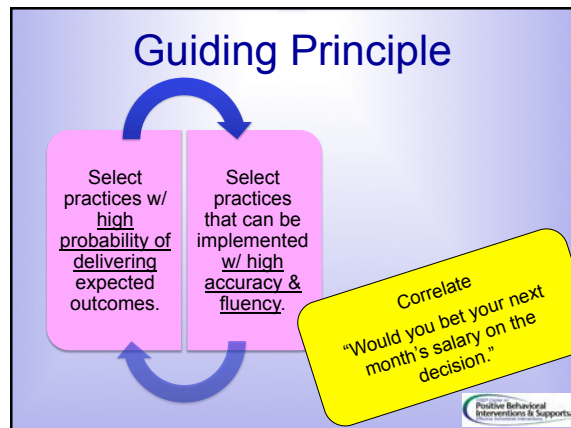 Guiding Principle
Select
practices w/
high
probability of
delivering
expected
outcomes.
Select
practices
that can be
implemented
w/ high
accuracy &
fluency.
Correlate
“Would you bet your next
month’s salary on the
decision.”
Positive Behavioral
Interventions & Supports